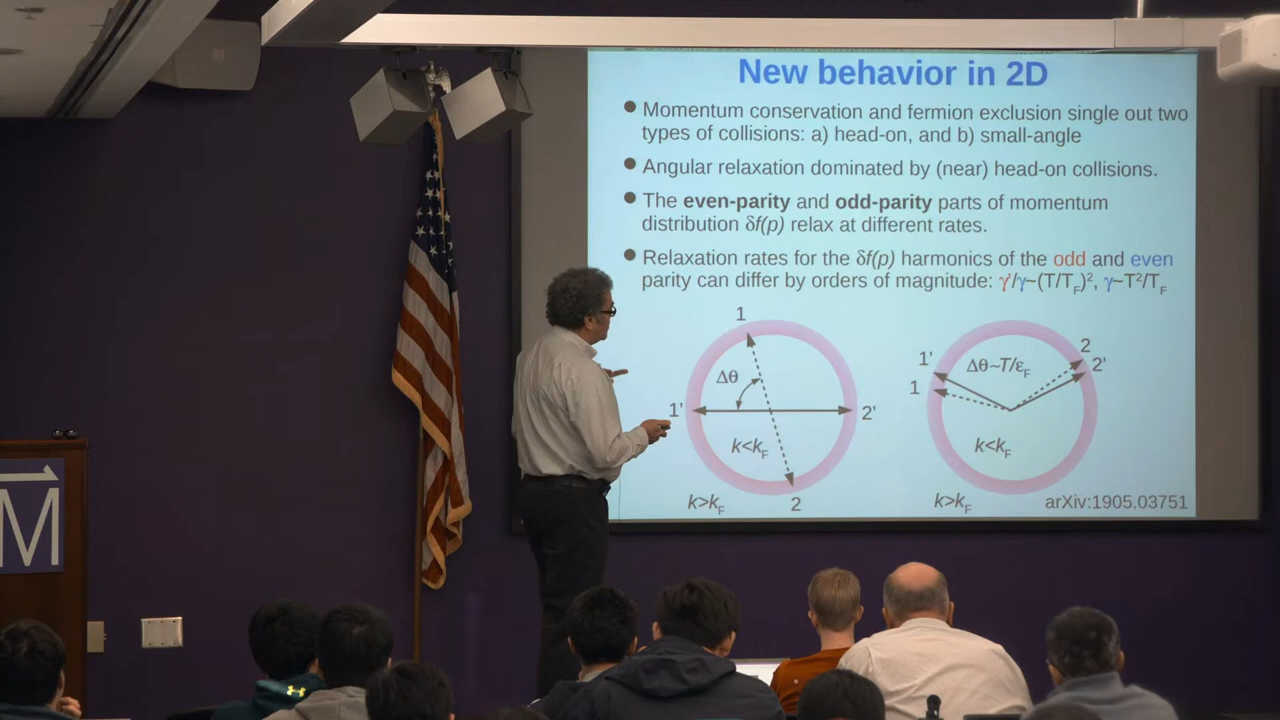 New behavior in 2D
● Momentum conservation and fermion exclusion single out two
types of collisions: a) head-on, and b) small-angle
● Angular relaxation dominated by (near) head-on collisions.
● The even-parity and odd-parity parts of momentum
distribution δf(p) relax at different rates.
● Relaxation rates for the δf(p) harmonics of the odd and even
parity can differ by orders of magnitude: γ'/γ~(T/T_F)², γ~T²/T_F
1
Δθ
1'
2'
k<k_F
k>k_F
2
1'
1
Δθ~T/ε_F
2
2'
k<k_F
k>k_F
arXiv:1905.03751
M